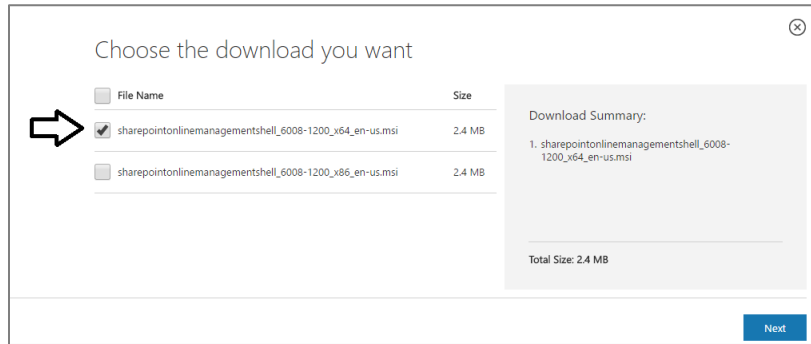 Choose the download you want
File Name Size
sharepointonlinemanagementshell_6008-1200_x64_en-us.msi 2.4 MB
sharepointonlinemanagementshell_6008-1200_x86_en-us.msi 2.4 MB
Download Summary:
1. sharepointonlinemanagementshell_6008-
1200_x64_en-us.msi
Total Size: 2.4 MB
Next